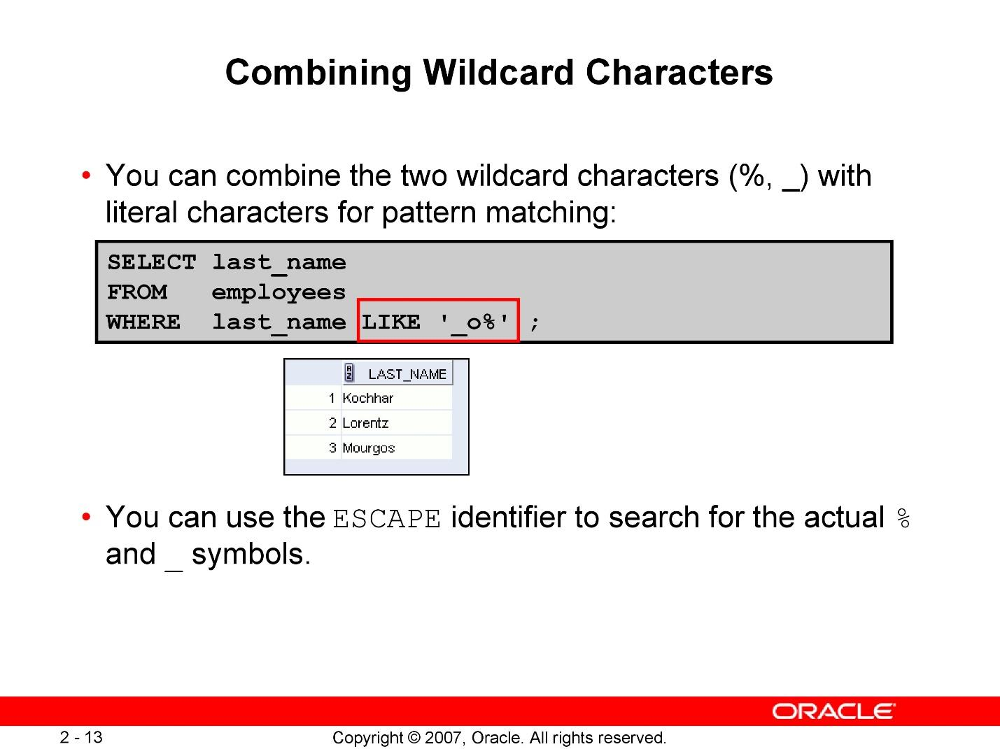 Combining Wildcard Characters
• You can combine the two wildcard characters (%, _) with
literal characters for pattern matching:
SELECT last_name
FROM   employees
WHERE  last_name LIKE '_o%' ;
LAST_NAME
1 Kochhar
2 Lorentz
3 Mourgos
• You can use the ESCAPE identifier to search for the actual %
and _ symbols.
ORACLE
2 - 13
Copyright © 2007, Oracle. All rights reserved.